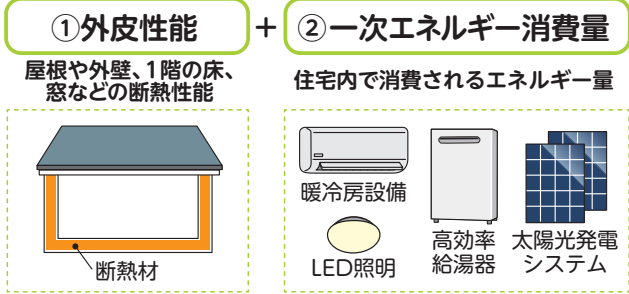 ①外皮性能
+
②一次エネルギー消費量
屋根や外壁、1階の床、
窓などの断熱性能
住宅内で消費されるエネルギー量
断熱材
暖冷房設備
LED照明
高効率
給湯器
太陽光発電
システム